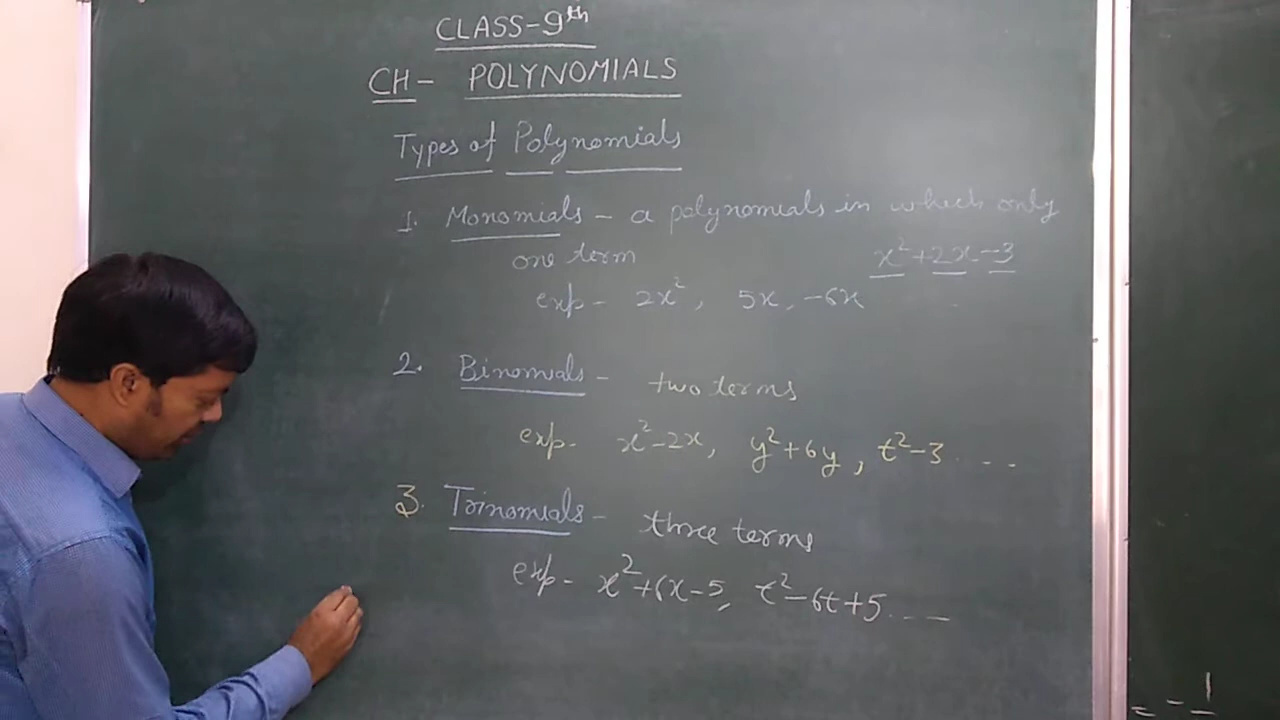 CLASS-9th
CH- POLYNOMIALS
Types of Polynomials
1. Monomials - a polynomials in which only
one term
x²+2x-3
exp- 2x², 5x, -6x
2. Binomials - two terms
exp- x²-2x, y²+6y, t²-3 ....
3. Trinomials - three terms
exp- x²+6x-5, t²-6t+5 ....
= - 1